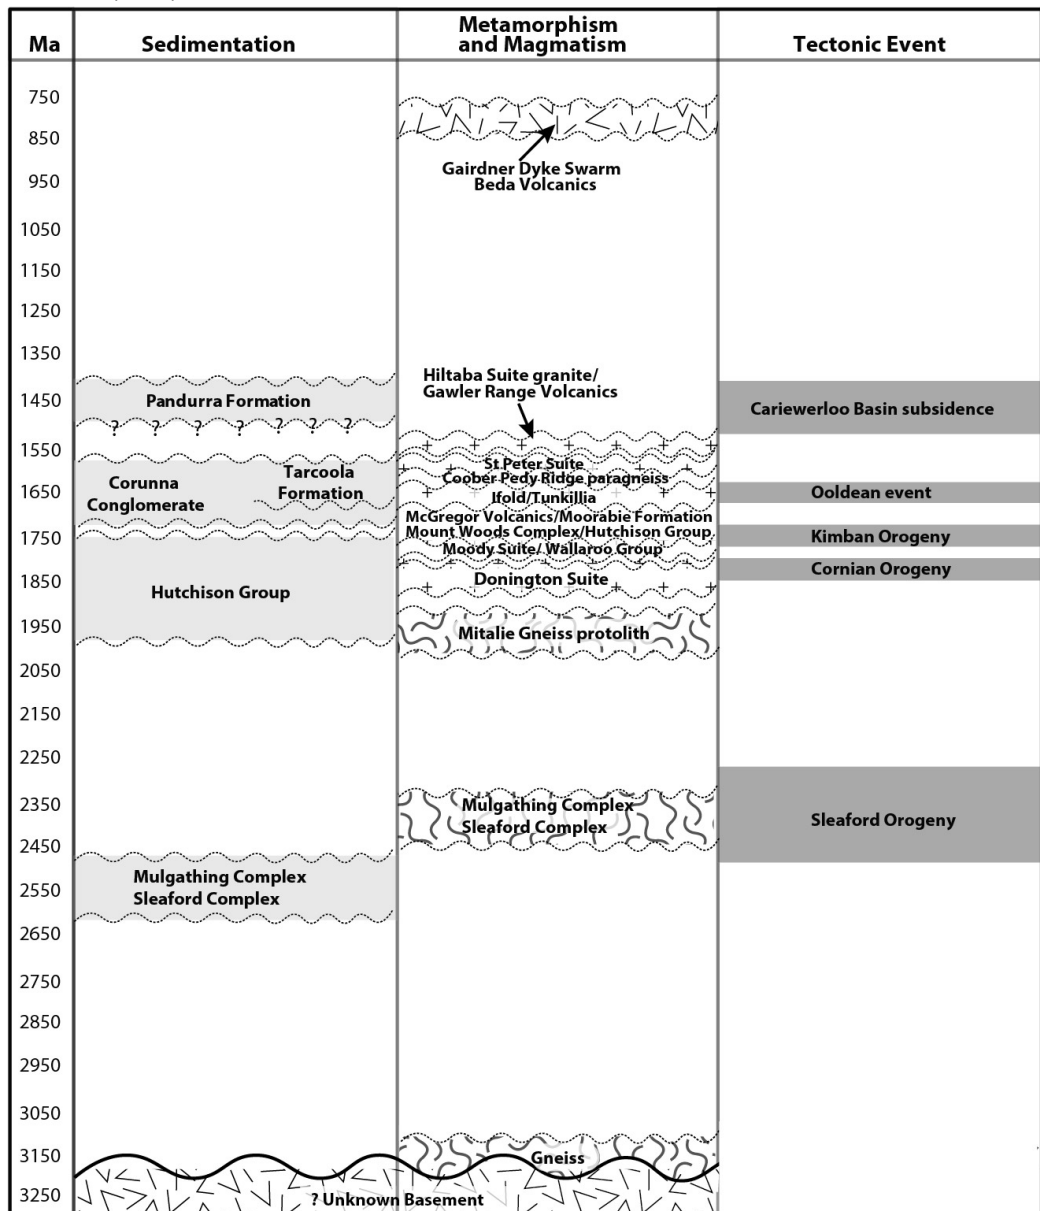 Ma
Sedimentation
Metamorphism
and Magmatism
Tectonic Event
750
850
Gairdner Dyke Swarm
Beda Volcanics
950
1050
1150
1250
1350
Hiltaba Suite granite/
Gawler Range Volcanics
1450
Pandurra Formation
Cariewerloo Basin subsidence
? ? ? ? ? ? ?
1550
St Peter Suite
Coober Pedy Ridge paragneiss
Tarcoola
Formation
Corunna
Conglomerate
1650
Ifold/Tunkillia
Ooldean event
McGregor Volcanics/Moorabie Formation
Mount Woods Complex/Hutchison Group
1750
Kimban Orogeny
Moody Suite/ Wallaroo Group
Cornian Orogeny
1850
Donington Suite
Hutchison Group
1950
Mitalie Gneiss protolith
2050
2150
2250
2350
Mulgathing Complex
Sleaford Complex
Sleaford Orogeny
2450
Mulgathing Complex
Sleaford Complex
2550
2650
2750
2850
2950
3050
3150
Gneiss
3250
? Unknown Basement